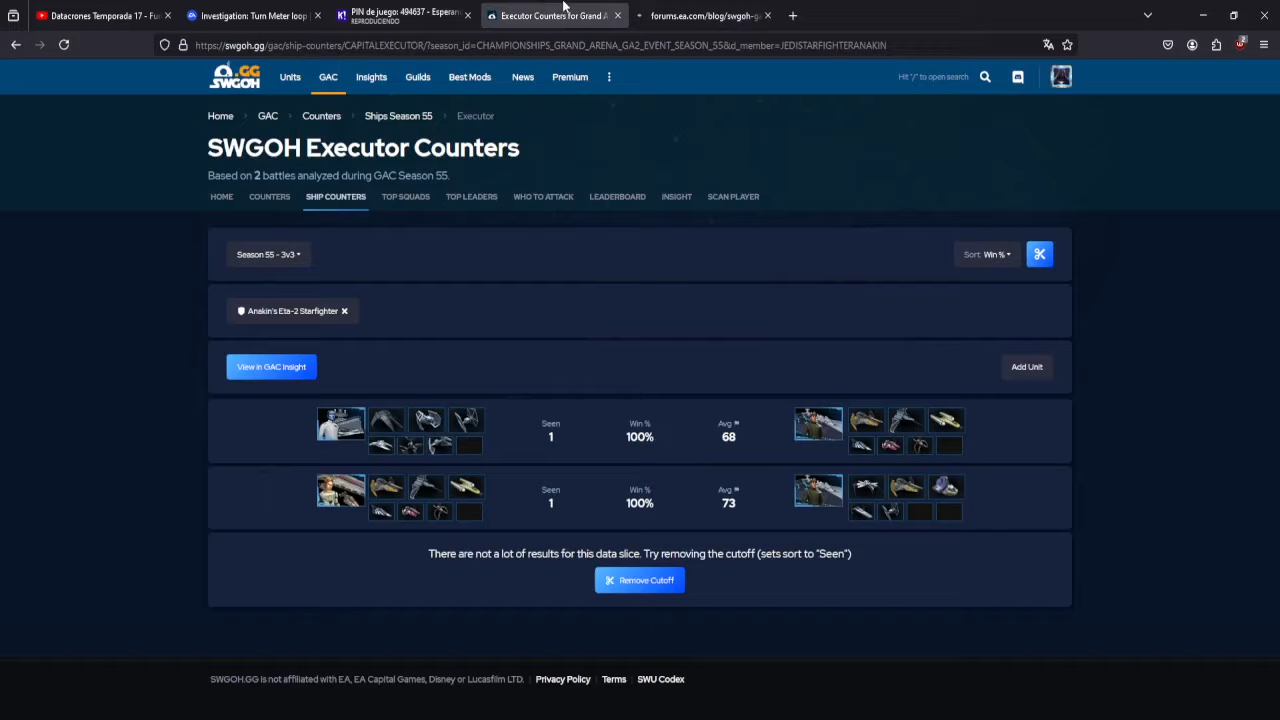 Datacrones Temporada 17 - Fu
Investigation: Turn Meter loop
PIN de juego: 494637 - Esperan
REPRODUCIENDO
Executor Counters for Grand A
forums.ea.com/blog/swgoh-ga
https://swgoh.gg/gac/ship-counters/CAPITALEXECUTOR/?season_id=CHAMPIONSHIPS_GRAND_ARENA_GA2_EVENT_SEASON_55&d_member=JEDISTARFIGHTERANAKIN
2
.GG
SWGOH
Units
GAC
Insights
Guilds
Best Mods
News
Premium
Hit "/" to open search
Home
GAC
Counters
Ships Season 55
Executor
SWGOH Executor Counters
Based on 2 battles analyzed during GAC Season 55.
HOME
COUNTERS
SHIP COUNTERS
TOP SQUADS
TOP LEADERS
WHO TO ATTACK
LEADERBOARD
INSIGHT
SCAN PLAYER
Season 55 - 3v3
Sort: Win %
Anakin's Eta-2 Starfighter
View in GAC Insight
Add Unit
Seen
1
Win %
100%
Avg
68
Seen
1
Win %
100%
Avg
73
There are not a lot of results for this data slice. Try removing the cutoff (sets sort to "Seen")
Remove Cutoff
SWGOH.GG is not affiliated with EA, EA Capital Games, Disney or Lucasfilm LTD.
Privacy Policy
Terms
SWU Codex